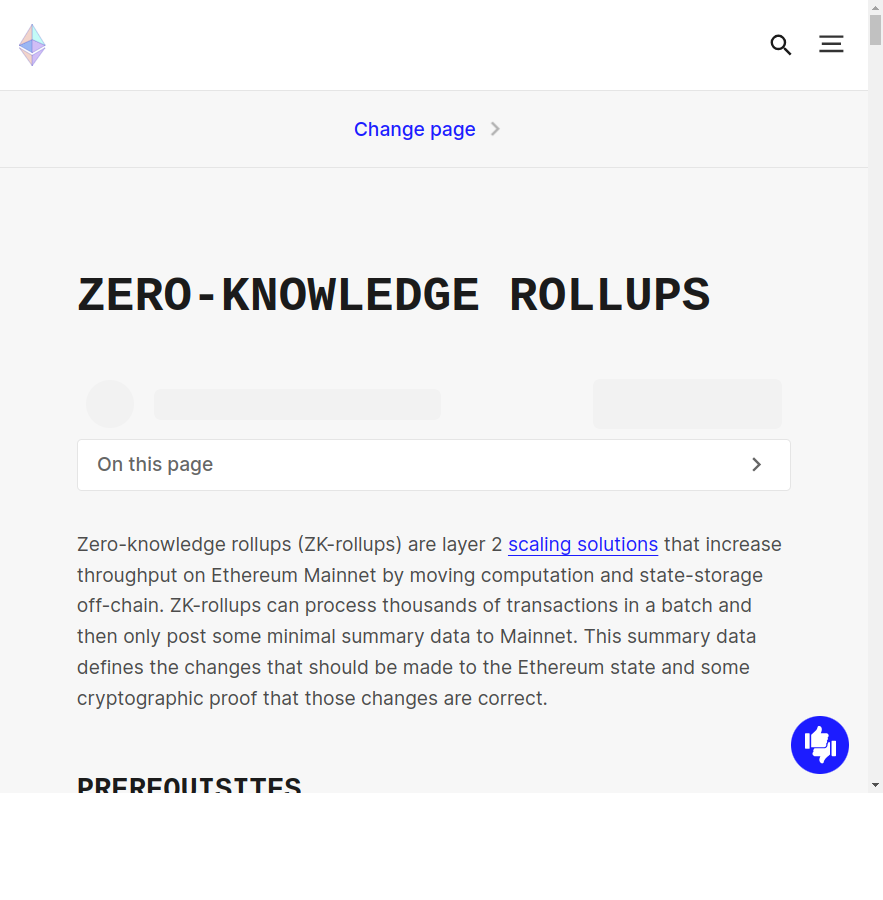 Change page
ZERO-KNOWLEDGE ROLLUPS
On this page
Zero-knowledge rollups (ZK-rollups) are layer 2 scaling solutions that increase
throughput on Ethereum Mainnet by moving computation and state-storage
off-chain. ZK-rollups can process thousands of transactions in a batch and
then only post some minimal summary data to Mainnet. This summary data
defines the changes that should be made to the Ethereum state and some
cryptographic proof that those changes are correct.
PREREQUISITES